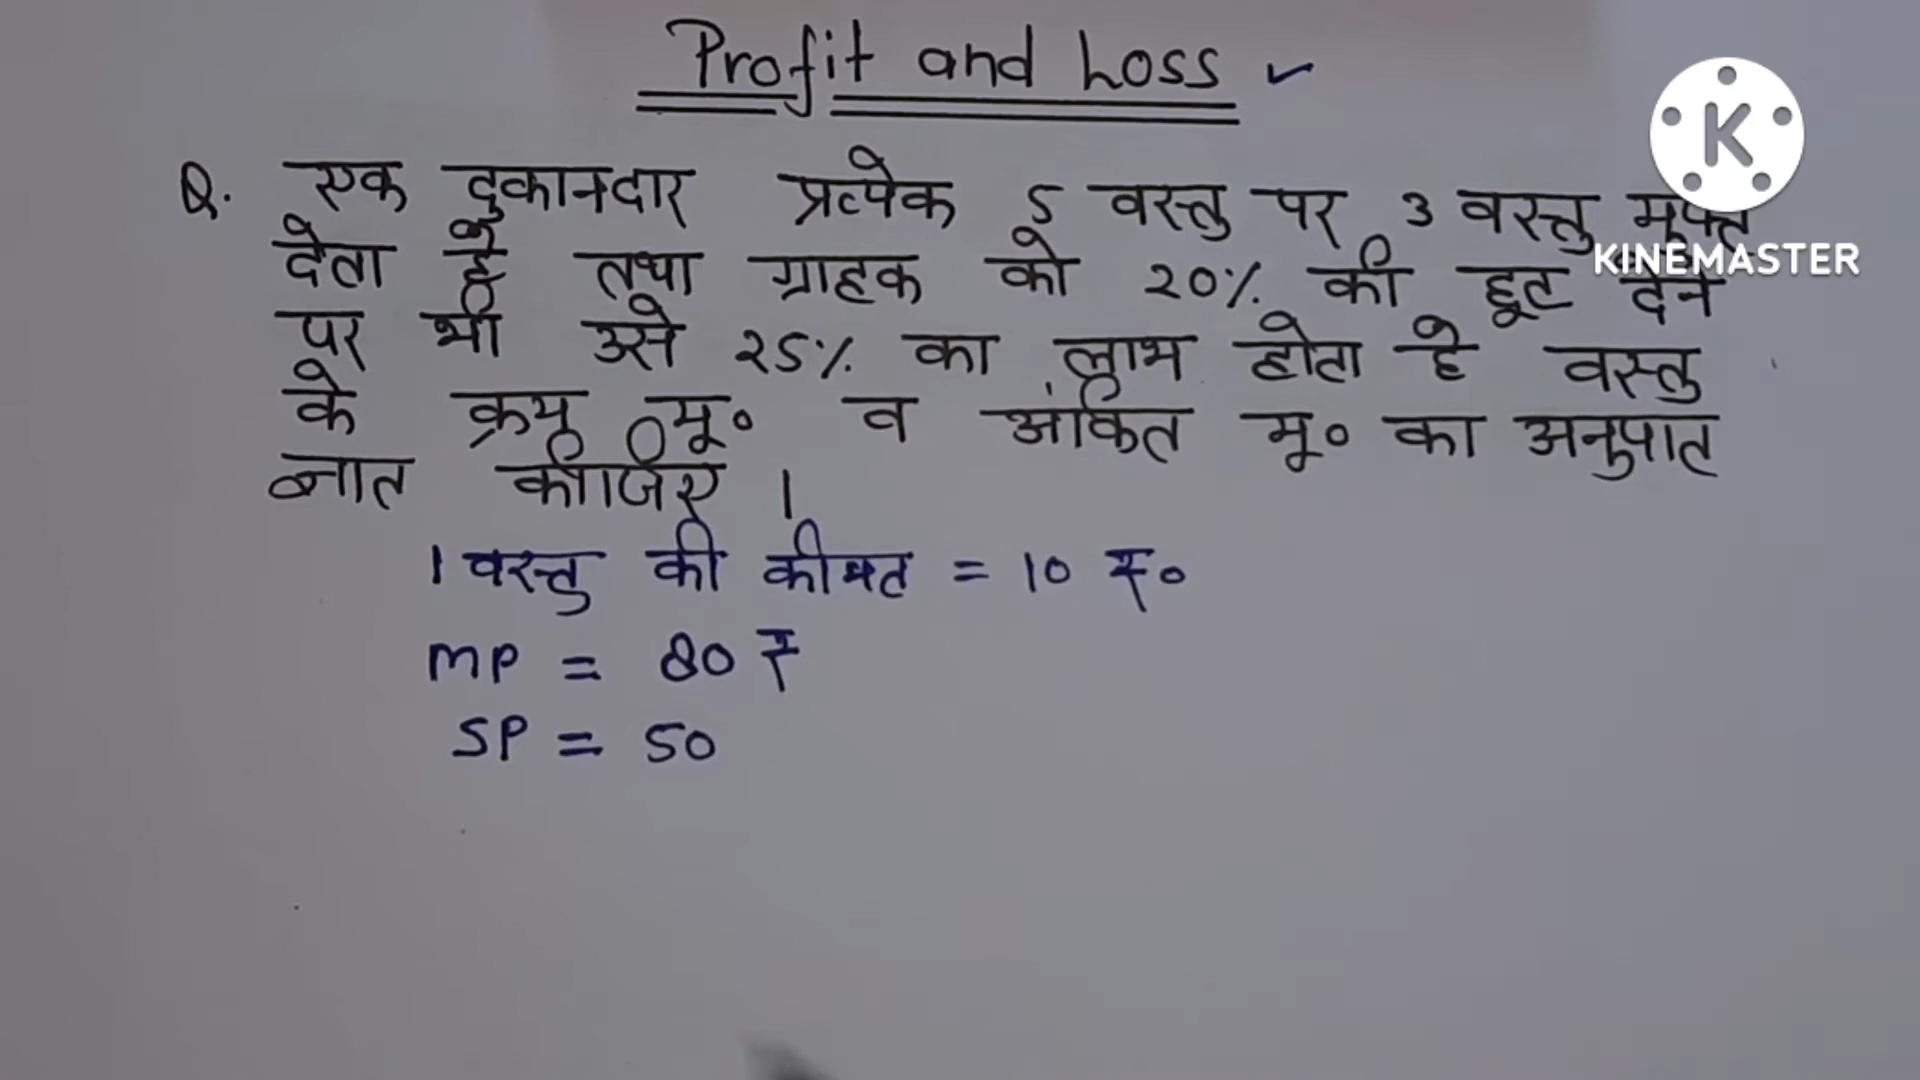 Profit and Loss
Q. एक दुकानदार प्रत्येक 5 वस्तु पर 3 वस्तु मुफ्त
देता है तथा ग्राहक को 20% की छूट देने
पर भी उसे 25% का लाभ होता है वस्तु
के क्रय मू० व अंकित मू० का अनुपात
ज्ञात कीजिए ।
1 वस्तु की कीमत = 10 रु०
MP = 80 ₹
SP = 50
K
KINEMASTER